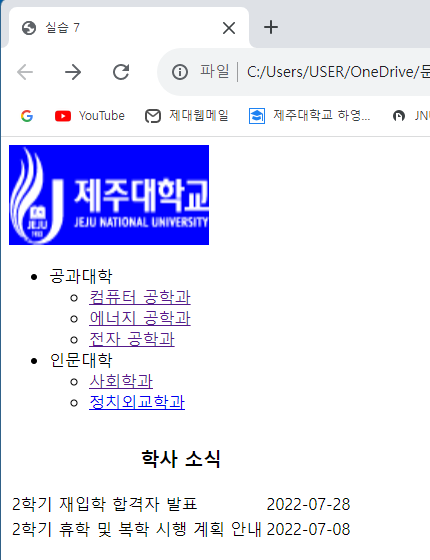 실습 7
파일 C:/Users/USER/OneDrive/문
YouTube 제대웹메일 제주대학교 하영... JNU
제주대학교
JEJU NATIONAL UNIVERSITY
JEJU
1952
공과대학
컴퓨터 공학과
에너지 공학과
전자 공학과
인문대학
사회학과
정치외교학과
학사 소식
2학기 재입학 합격자 발표 2022-07-28
2학기 휴학 및 복학 시행 계획 안내 2022-07-08